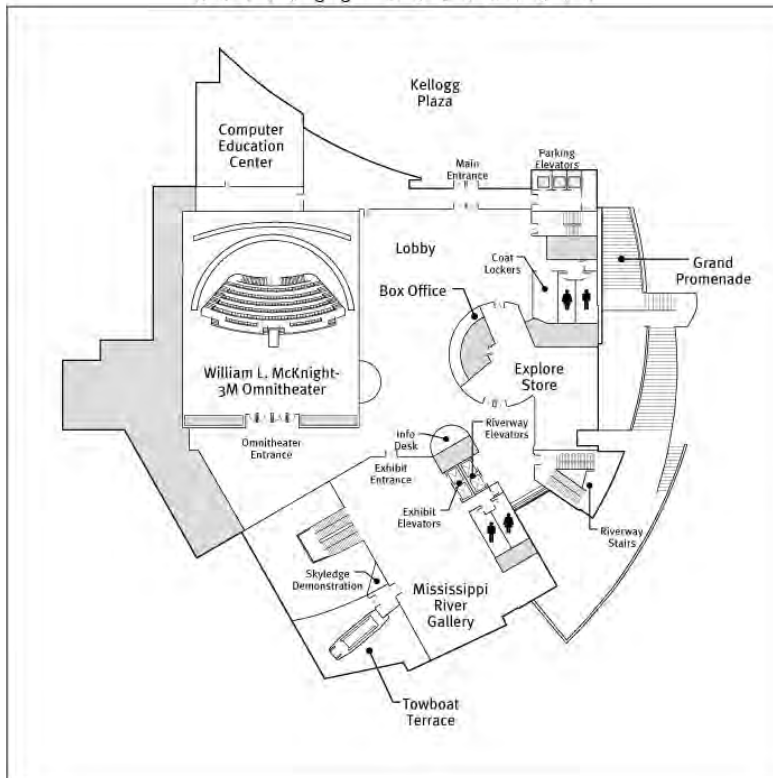 Kellogg
Plaza
Computer
Education
Center
Main
Entrance
Parking
Elevators
Lobby
Coat
Lockers
Grand
Promenade
Box Office
William L. McKnight-
3M Omnitheater
Explore
Store
Info
Desk
Riverway
Elevators
Omnitheater
Entrance
Exhibit
Entrance
Exhibit
Elevators
Riverway
Stairs
Skyledge
Demonstration
Mississippi
River
Gallery
Towboat
Terrace